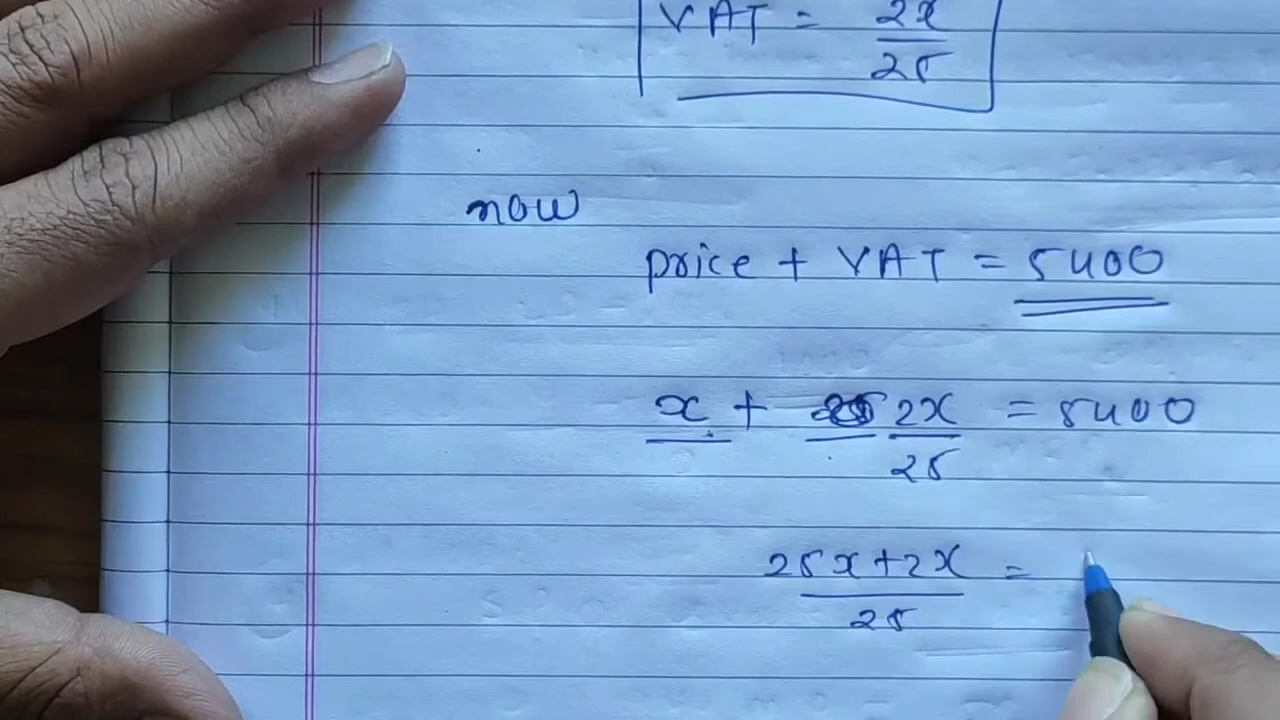 VAT = 2x/25
now
price + VAT = 5400
x + 2x/25 = 5400
25x+2x/25 =